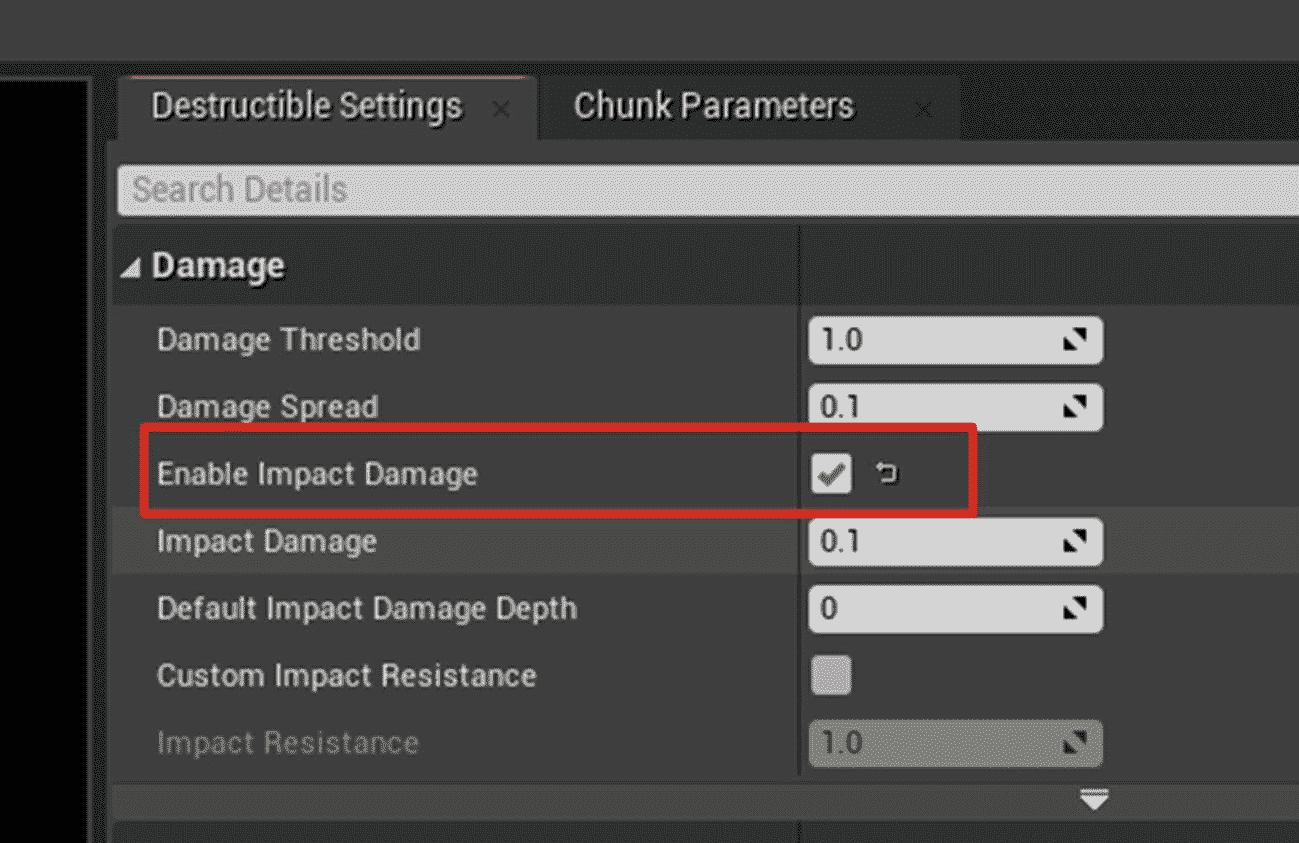 Destructible Settings Chunk Parameters
Search Details
Damage
Damage Threshold 1.0
Damage Spread 0.1
Enable Impact Damage
Impact Damage 0.1
Default Impact Damage Depth 0
Custom Impact Resistance
Impact Resistance 1.0